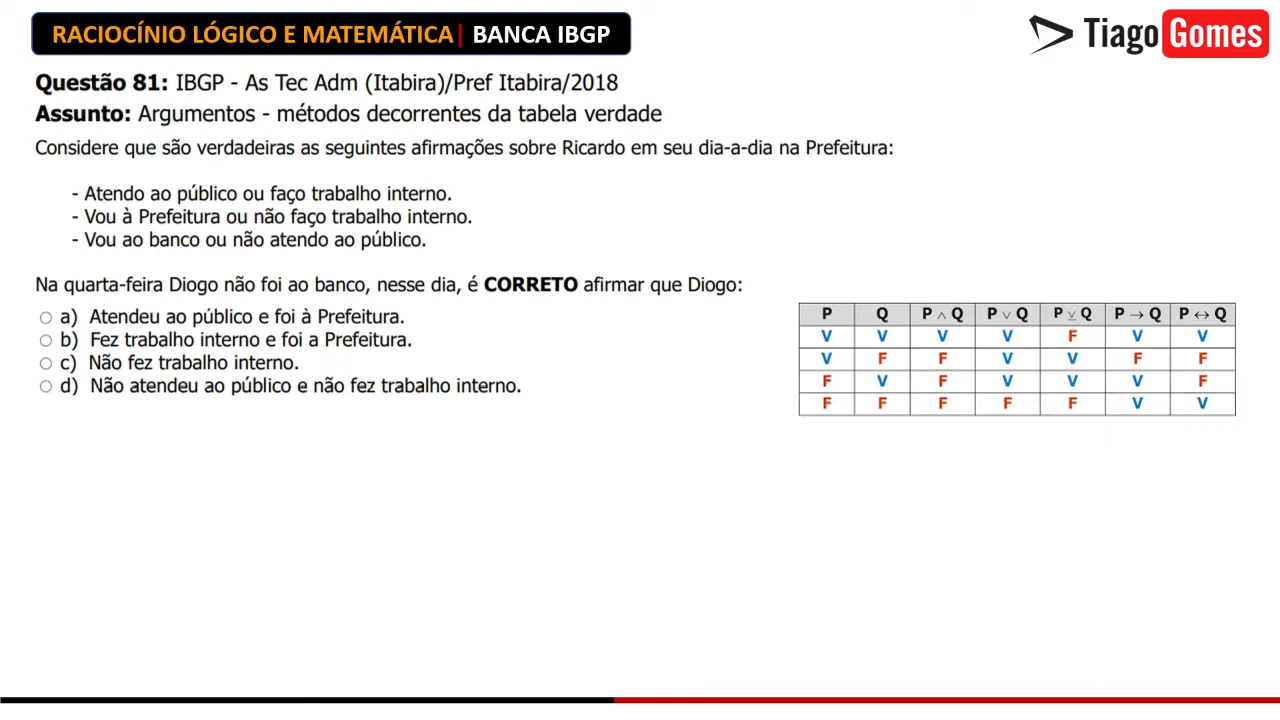 RACIOCÍNIO LÓGICO E MATEMÁTICA | BANCA IBGP
Tiago Gomes
Questão 81: IBGP - As Tec Adm (Itabira)/Pref Itabira/2018
Assunto: Argumentos - métodos decorrentes da tabela verdade
Considere que são verdadeiras as seguintes afirmações sobre Ricardo em seu dia-a-dia na Prefeitura:
- Atendo ao público ou faço trabalho interno.
- Vou à Prefeitura ou não faço trabalho interno.
- Vou ao banco ou não atendo ao público.
Na quarta-feira Diogo não foi ao banco, nesse dia, é CORRETO afirmar que Diogo:
a) Atendeu ao público e foi à Prefeitura.
b) Fez trabalho interno e foi a Prefeitura.
c) Não fez trabalho interno.
d) Não atendeu ao público e não fez trabalho interno.
P Q P ∧ Q P ∨ Q P ⊻ Q P → Q P ↔ Q
V V V V F V V
V F F V V F F
F V F V V V F
F F F F F V V